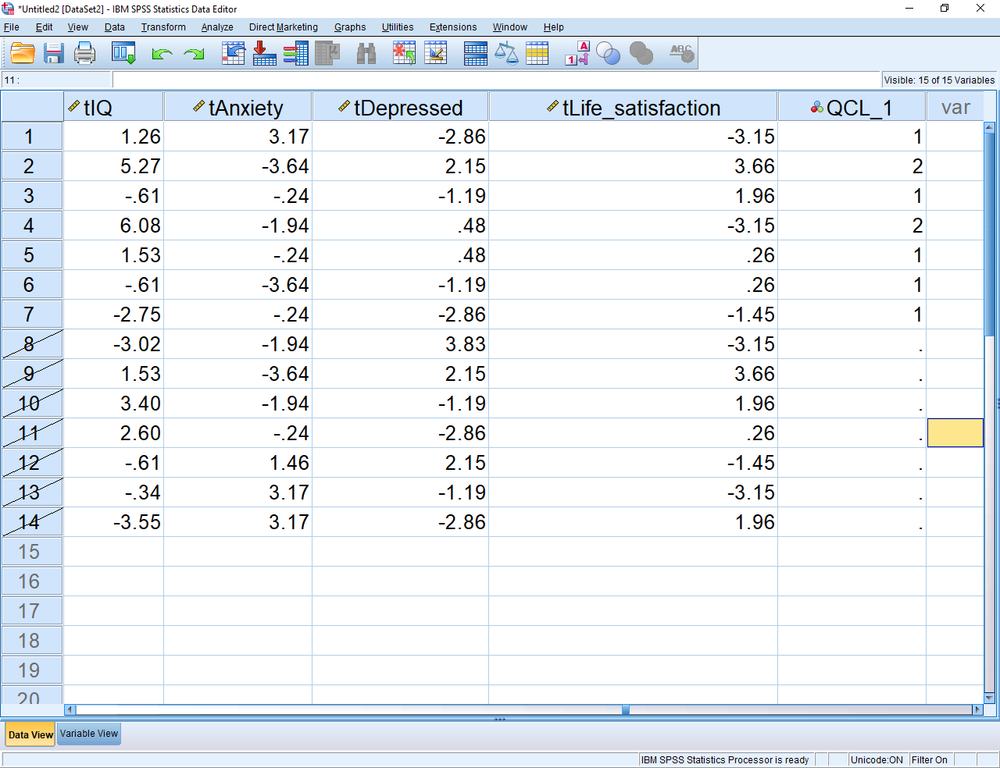 *Untitled2 [DataSet2] - IBM SPSS Statistics Data Editor
File Edit View Data Transform Analyze Direct Marketing Graphs Utilities Extensions Window Help
11 :
Visible: 15 of 15 Variables
tIQ tAnxiety tDepressed tLife_satisfaction QCL_1 var
1 1.26 3.17 -2.86 -3.15 1
2 5.27 -3.64 2.15 3.66 2
3 -.61 -.24 -1.19 1.96 1
4 6.08 -1.94 .48 -3.15 2
5 1.53 -.24 .48 .26 1
6 -.61 -3.64 -1.19 .26 1
7 -2.75 -.24 -2.86 -1.45 1
8 -3.02 -1.94 3.83 -3.15 .
9 1.53 -3.64 2.15 3.66 .
10 3.40 -1.94 -1.19 1.96 .
11 2.60 -.24 -2.86 .26 .
12 -.61 1.46 2.15 -1.45 .
13 -.34 3.17 -1.19 -3.15 .
14 -3.55 3.17 -2.86 1.96 .
15
16
17
18
19
20
Data View Variable View
IBM SPSS Statistics Processor is ready Unicode:ON Filter On